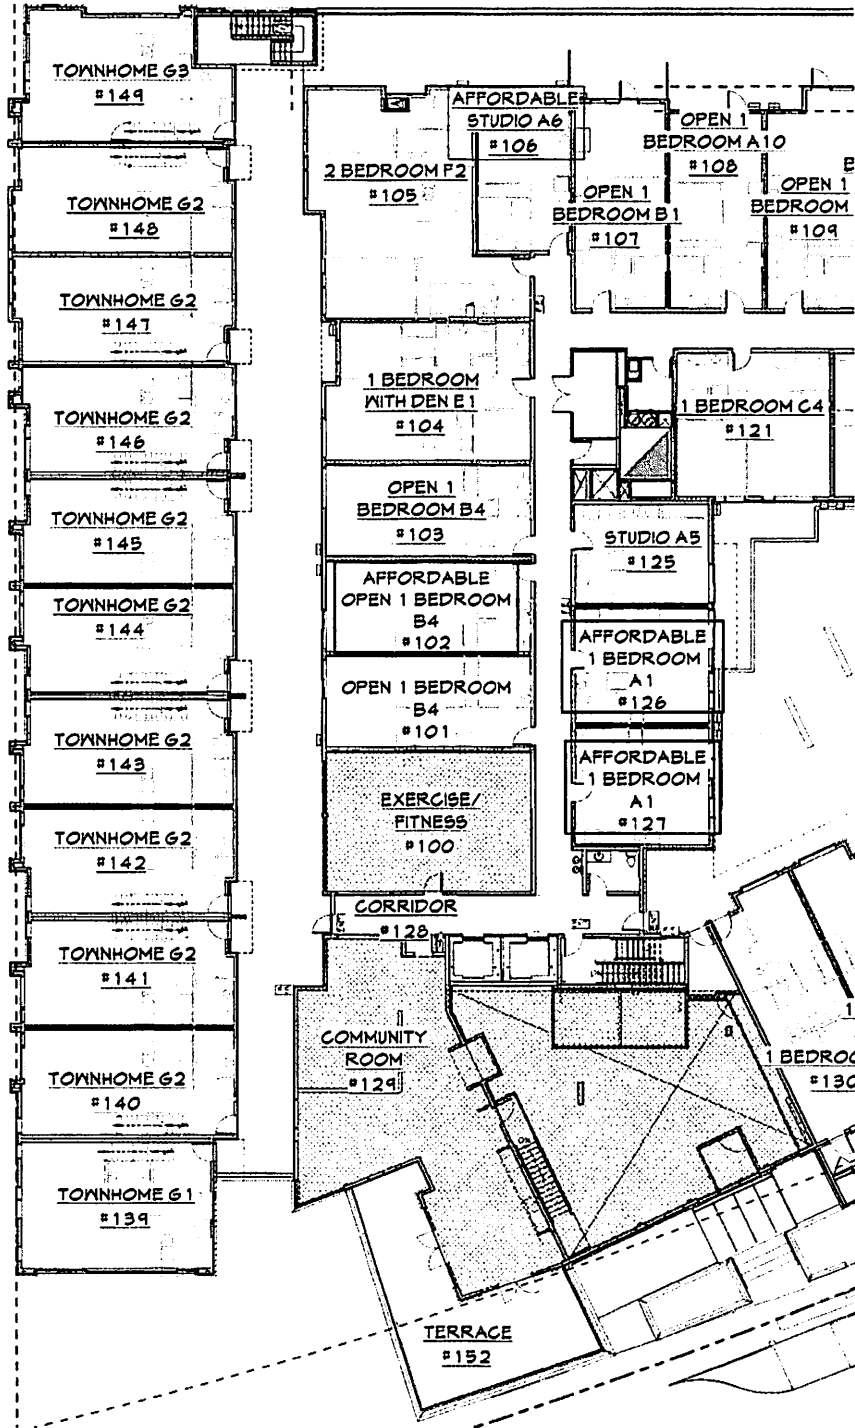 TOWNHOME G3
#149
TOWNHOME G2
#148
TOWNHOME G2
#147
TOWNHOME G2
#146
TOWNHOME G2
#145
TOWNHOME G2
#144
TOWNHOME G2
#143
TOWNHOME G2
#142
TOWNHOME G2
#141
TOWNHOME G2
#140
TOWNHOME G1
#139
2 BEDROOM F2
#105
AFFORDABLE
STUDIO A6
#106
OPEN 1
BEDROOM B1
#107
OPEN 1
BEDROOM A10
#108
B
OPEN 1
BEDROOM
#109
1 BEDROOM
WITH DEN E1
#104
1 BEDROOM C4
#121
OPEN 1
BEDROOM B4
#103
STUDIO A5
#125
AFFORDABLE
OPEN 1 BEDROOM
B4
#102
AFFORDABLE
1 BEDROOM
A1
#126
OPEN 1 BEDROOM
B4
#101
AFFORDABLE
1 BEDROOM
A1
#127
EXERCISE/
FITNESS
#100
CORRIDOR
#128
COMMUNITY
ROOM
#129
1
1 BEDROO
#130
TERRACE
#152